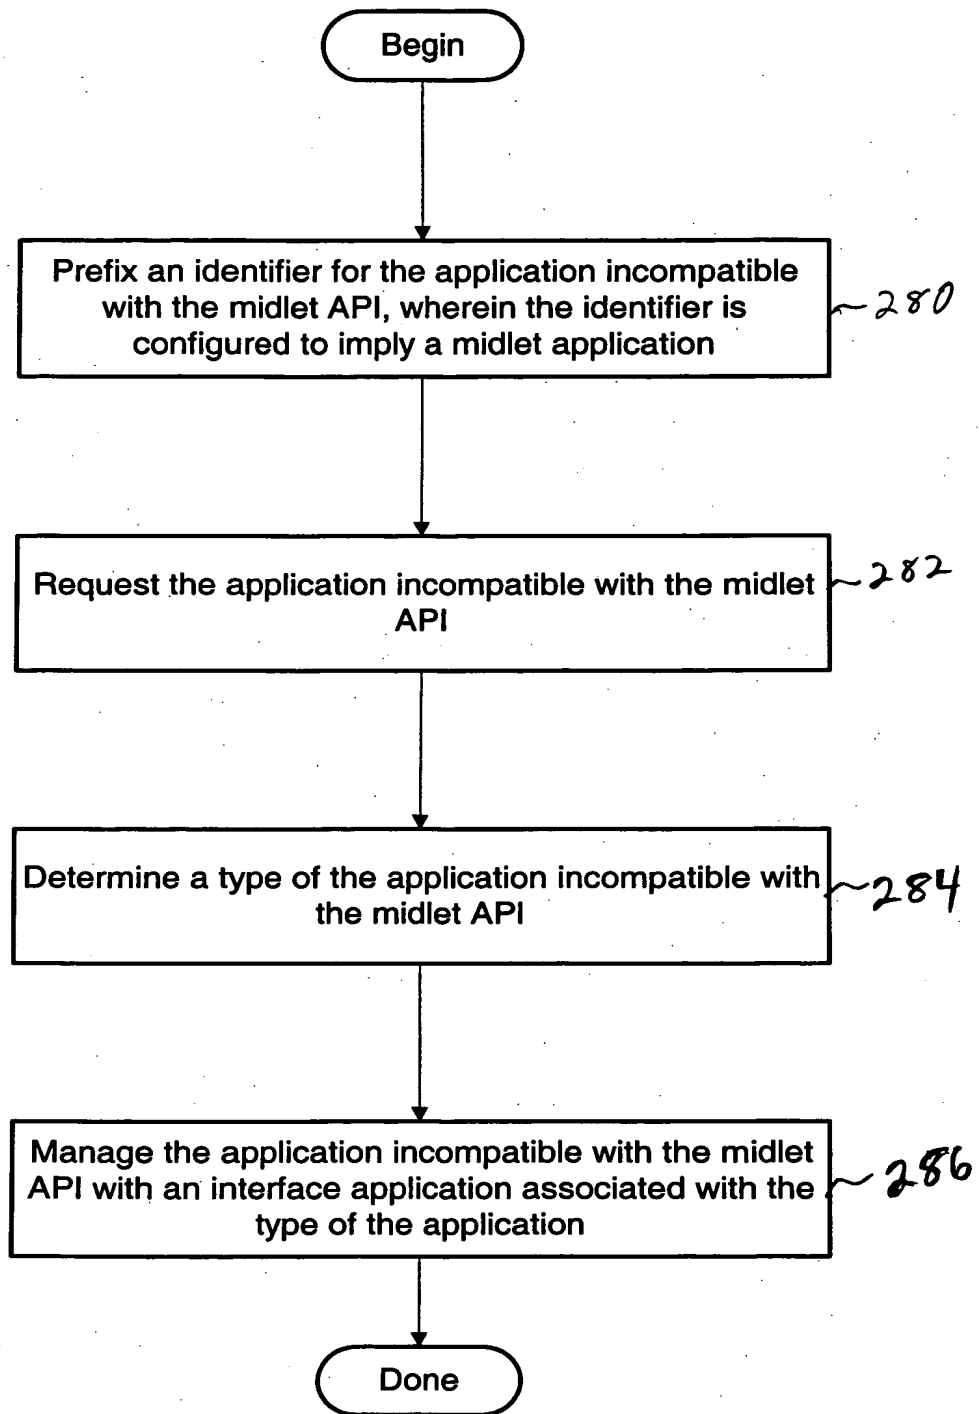 Begin
Prefix an identifier for the application incompatible
with the midlet API, wherein the identifier is
configured to imply a midlet application
280
Request the application incompatible with the midlet
API
282
Determine a type of the application incompatible with
the midlet API
284
Manage the application incompatible with the midlet
API with an interface application associated with the
type of the application
286
Done